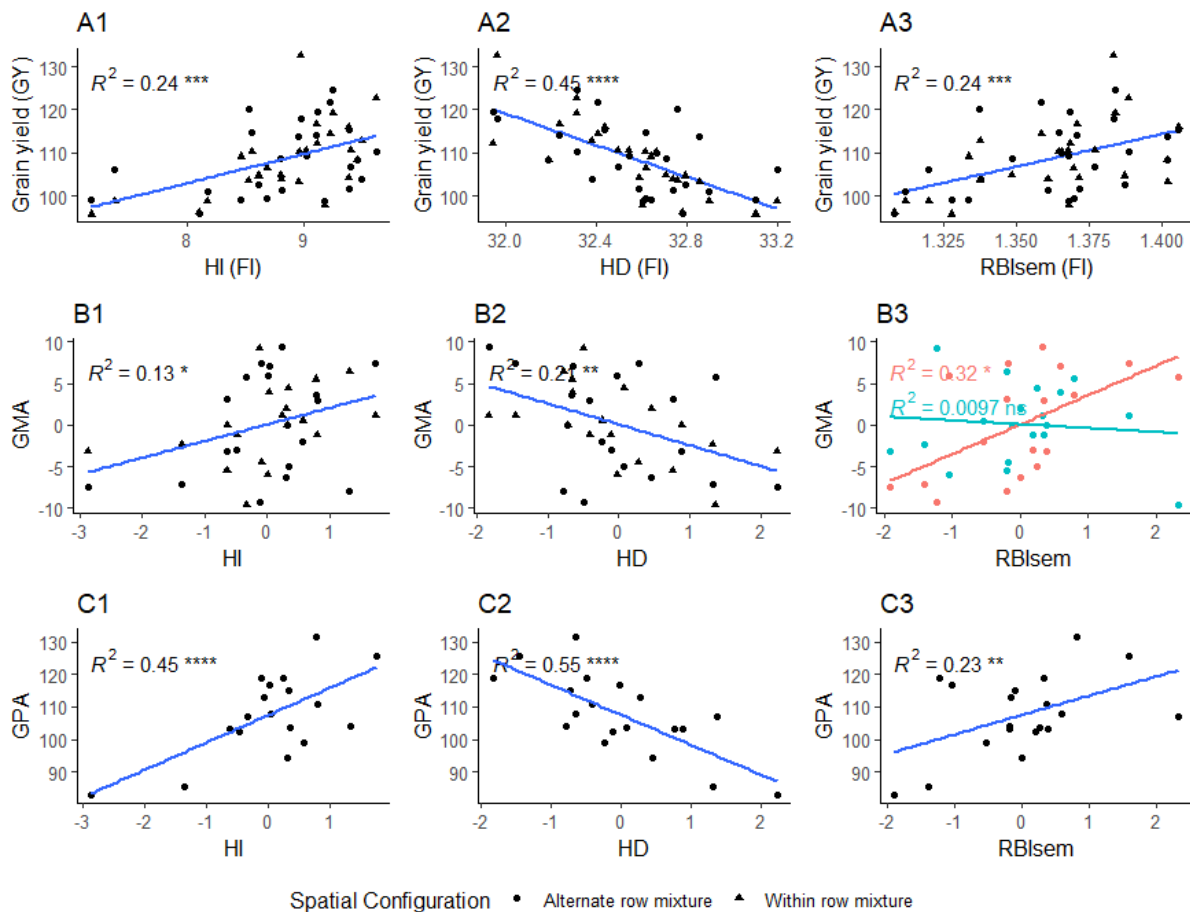 A1
A2
A3
Grain yield (GY)
130
120
110
100
R² = 0.24 ***
8
9
HI (FI)
Grain yield (GY)
130
120
110
100
R² = 0.45 ****
32.0
32.4
32.8
33.2
HD (FI)
Grain yield (GY)
130
120
110
100
R² = 0.24 ***
1.325
1.350
1.375
1.400
RBIsem (FI)
B1
B2
B3
GMA
10
5
0
-5
-10
R² = 0.13 *
-3
-2
-1
0
1
HI
GMA
10
5
0
-5
-10
R² = 0.21 **
-2
-1
0
1
2
HD
GMA
10
5
0
-5
-10
R² = 0.32 *
R² = 0.0097 ns
-2
-1
0
1
2
RBIsem
C1
C2
C3
GPA
130
120
110
100
90
R² = 0.45 ****
-3
-2
-1
0
1
HI
GPA
130
120
110
100
90
R² = 0.55 ****
-2
-1
0
1
2
HD
GPA
130
120
110
100
90
R² = 0.23 **
-2
-1
0
1
2
RBIsem
Spatial Configuration Alternate row mixture Within row mixture